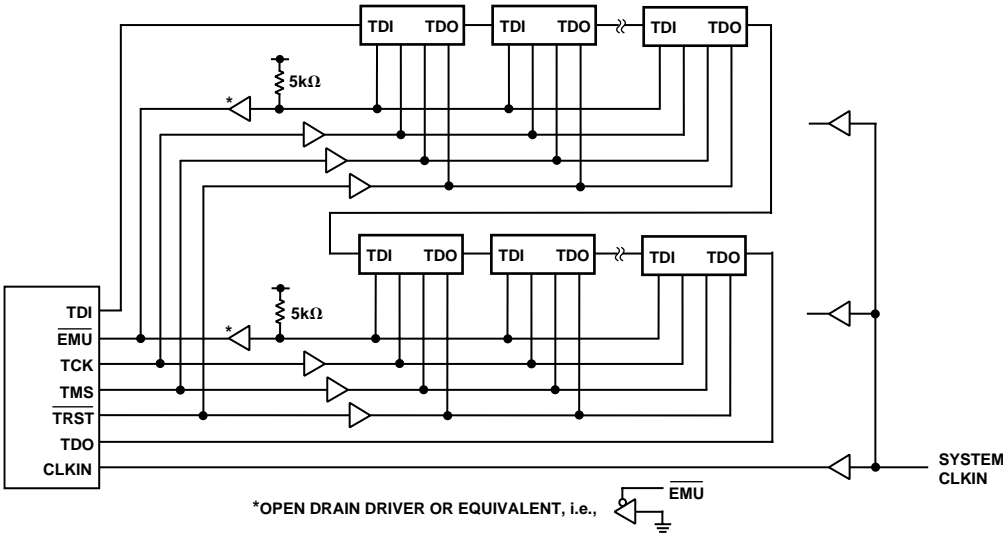 TDI TDO TDI TDO TDI TDO
5kΩ
*
TDI TDO TDI TDO TDI TDO
5kΩ
*
TDI
EMU
TCK
TMS
TRST
TDO
CLKIN
SYSTEM
CLKIN
*OPEN DRAIN DRIVER OR EQUIVALENT, i.e.,
EMU